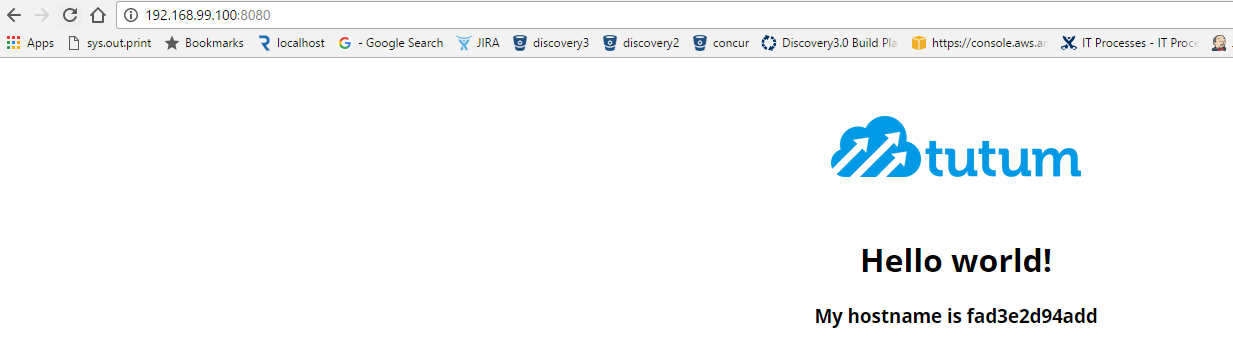 192.168.99.100:8080
Apps sys.out.print Bookmarks localhost - Google Search JIRA discovery3 discovery2 concur Discovery3.0 Build Pla https://console.aws.ar IT Processes - IT Proce
tutum
Hello world!
My hostname is fad3e2d94add